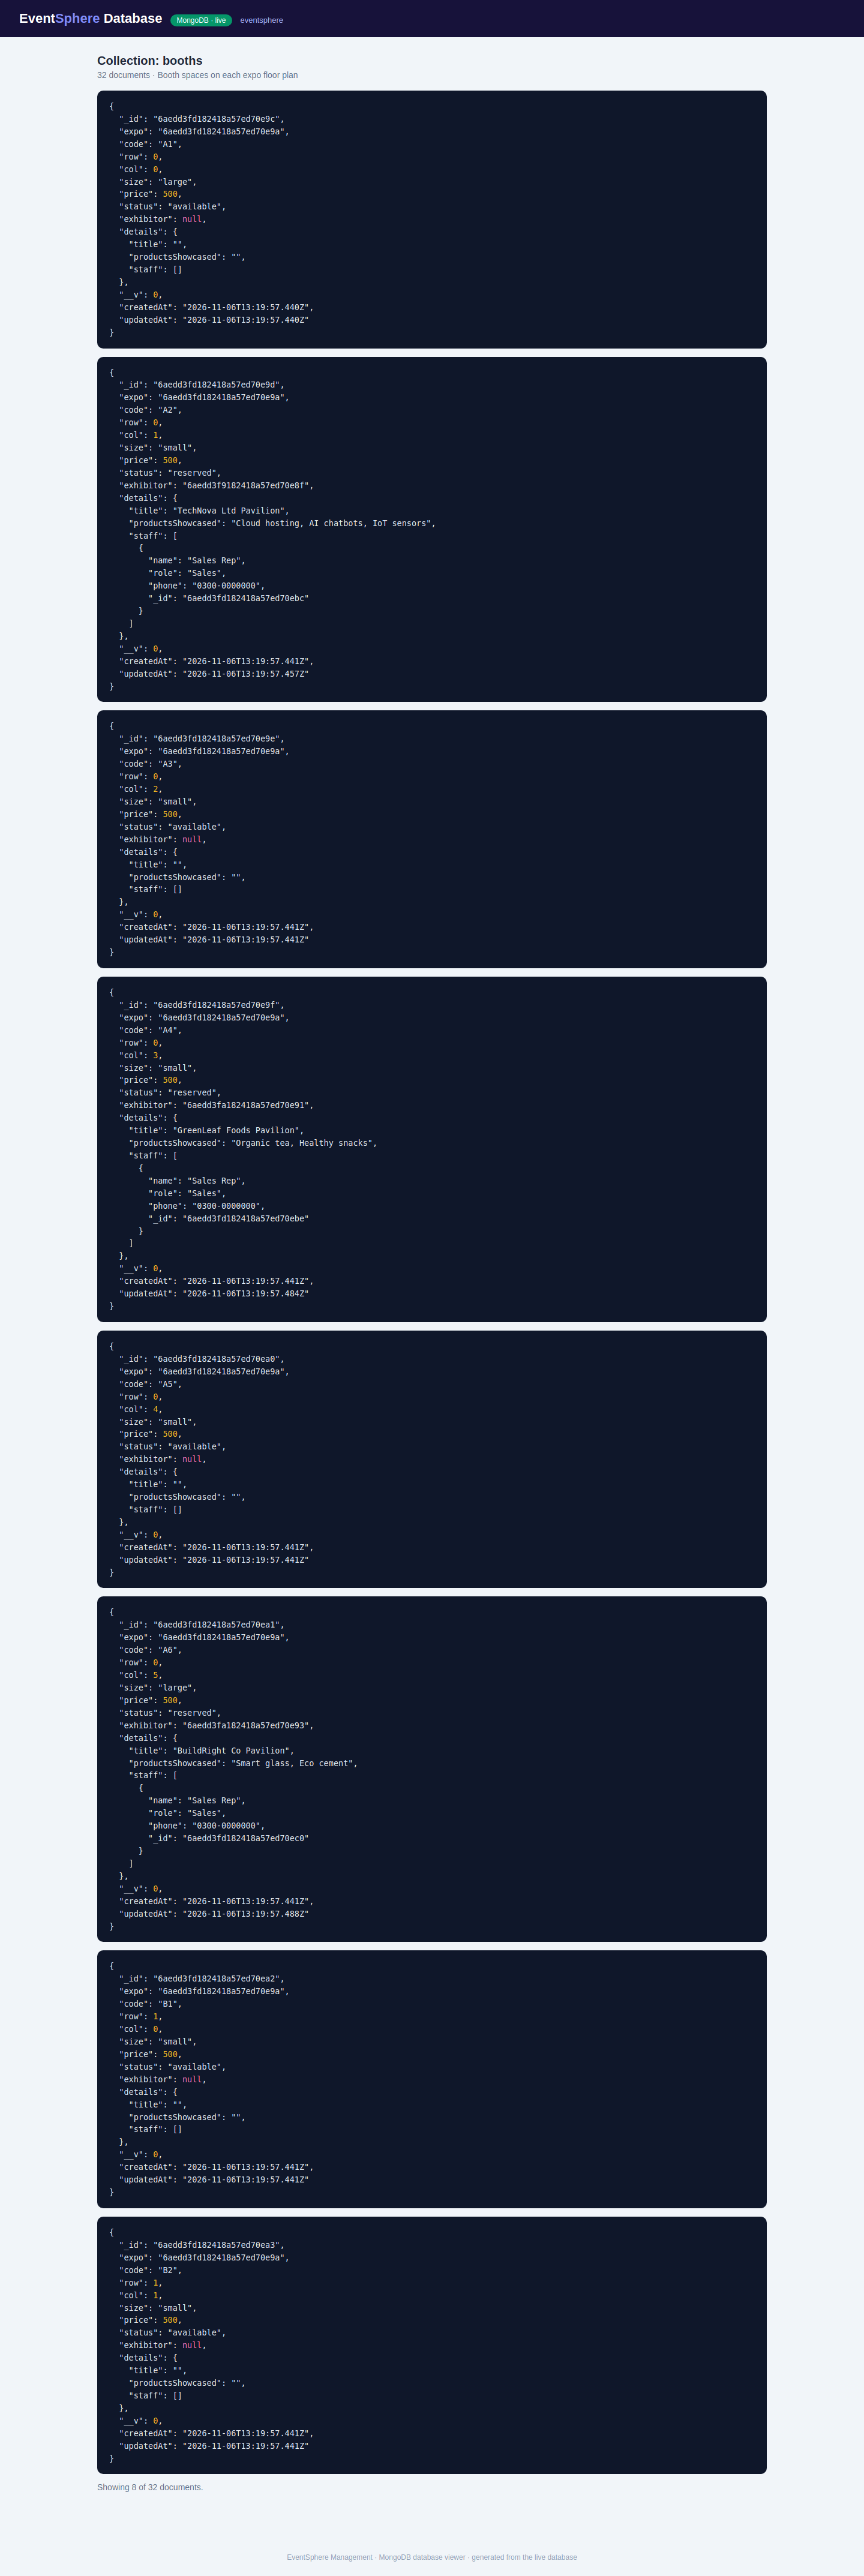 EventSphere Database MongoDB · live eventsphere
Collection: booths
32 documents · Booth spaces on each expo floor plan
{
  "_id": "6aedd3fd182418a57ed70e9c",
  "expo": "6aedd3fd182418a57ed70e9a",
  "code": "A1",
  "row": 0,
  "col": 0,
  "size": "large",
  "price": 500,
  "status": "available",
  "exhibitor": null,
  "details": {
    "title": "",
    "productsShowcased": "",
    "staff": []
  },
  "__v": 0,
  "createdAt": "2026-11-06T13:19:57.440Z",
  "updatedAt": "2026-11-06T13:19:57.440Z"
}
{
  "_id": "6aedd3fd182418a57ed70e9d",
  "expo": "6aedd3fd182418a57ed70e9a",
  "code": "A2",
  "row": 0,
  "col": 1,
  "size": "small",
  "price": 500,
  "status": "reserved",
  "exhibitor": "6aedd3f9182418a57ed70e8f",
  "details": {
    "title": "TechNova Ltd Pavilion",
    "productsShowcased": "Cloud hosting, AI chatbots, IoT sensors",
    "staff": [
      {
        "name": "Sales Rep",
        "role": "Sales",
        "phone": "0300-0000000",
        "_id": "6aedd3fd182418a57ed70ebc"
      }
    ]
  },
  "__v": 0,
  "createdAt": "2026-11-06T13:19:57.441Z",
  "updatedAt": "2026-11-06T13:19:57.457Z"
}
{
  "_id": "6aedd3fd182418a57ed70e9e",
  "expo": "6aedd3fd182418a57ed70e9a",
  "code": "A3",
  "row": 0,
  "col": 2,
  "size": "small",
  "price": 500,
  "status": "available",
  "exhibitor": null,
  "details": {
    "title": "",
    "productsShowcased": "",
    "staff": []
  },
  "__v": 0,
  "createdAt": "2026-11-06T13:19:57.441Z",
  "updatedAt": "2026-11-06T13:19:57.441Z"
}
{
  "_id": "6aedd3fd182418a57ed70e9f",
  "expo": "6aedd3fd182418a57ed70e9a",
  "code": "A4",
  "row": 0,
  "col": 3,
  "size": "small",
  "price": 500,
  "status": "reserved",
  "exhibitor": "6aedd3fa182418a57ed70e91",
  "details": {
    "title": "GreenLeaf Foods Pavilion",
    "productsShowcased": "Organic tea, Healthy snacks",
    "staff": [
      {
        "name": "Sales Rep",
        "role": "Sales",
        "phone": "0300-0000000",
        "_id": "6aedd3fd182418a57ed70ebe"
      }
    ]
  },
  "__v": 0,
  "createdAt": "2026-11-06T13:19:57.441Z",
  "updatedAt": "2026-11-06T13:19:57.484Z"
}
{
  "_id": "6aedd3fd182418a57ed70ea0",
  "expo": "6aedd3fd182418a57ed70e9a",
  "code": "A5",
  "row": 0,
  "col": 4,
  "size": "small",
  "price": 500,
  "status": "available",
  "exhibitor": null,
  "details": {
    "title": "",
    "productsShowcased": "",
    "staff": []
  },
  "__v": 0,
  "createdAt": "2026-11-06T13:19:57.441Z",
  "updatedAt": "2026-11-06T13:19:57.441Z"
}
{
  "_id": "6aedd3fd182418a57ed70ea1",
  "expo": "6aedd3fd182418a57ed70e9a",
  "code": "A6",
  "row": 0,
  "col": 5,
  "size": "large",
  "price": 500,
  "status": "reserved",
  "exhibitor": "6aedd3fa182418a57ed70e93",
  "details": {
    "title": "BuildRight Co Pavilion",
    "productsShowcased": "Smart glass, Eco cement",
    "staff": [
      {
        "name": "Sales Rep",
        "role": "Sales",
        "phone": "0300-0000000",
        "_id": "6aedd3fd182418a57ed70ec0"
      }
    ]
  },
  "__v": 0,
  "createdAt": "2026-11-06T13:19:57.441Z",
  "updatedAt": "2026-11-06T13:19:57.488Z"
}
{
  "_id": "6aedd3fd182418a57ed70ea2",
  "expo": "6aedd3fd182418a57ed70e9a",
  "code": "B1",
  "row": 1,
  "col": 0,
  "size": "small",
  "price": 500,
  "status": "available",
  "exhibitor": null,
  "details": {
    "title": "",
    "productsShowcased": "",
    "staff": []
  },
  "__v": 0,
  "createdAt": "2026-11-06T13:19:57.441Z",
  "updatedAt": "2026-11-06T13:19:57.441Z"
}
{
  "_id": "6aedd3fd182418a57ed70ea3",
  "expo": "6aedd3fd182418a57ed70e9a",
  "code": "B2",
  "row": 1,
  "col": 1,
  "size": "small",
  "price": 500,
  "status": "available",
  "exhibitor": null,
  "details": {
    "title": "",
    "productsShowcased": "",
    "staff": []
  },
  "__v": 0,
  "createdAt": "2026-11-06T13:19:57.441Z",
  "updatedAt": "2026-11-06T13:19:57.441Z"
}
Showing 8 of 32 documents.
EventSphere Management · MongoDB database viewer · generated from the live database